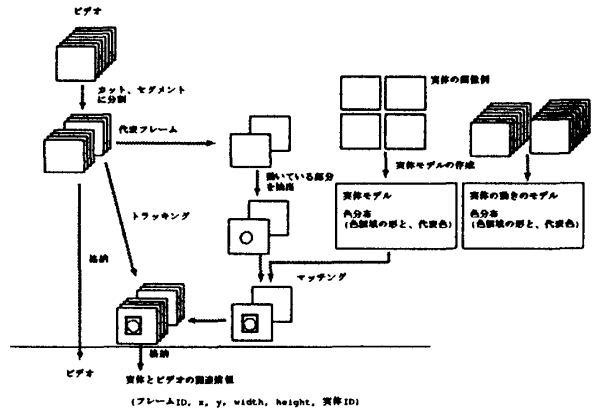 ビデオ
カット、セグメント
に分割
代表フレーム
実体の画像例
動いている部分
を抽出
実体モデルの作成
実体モデル
色分布
(色領域の形と、代表色)
実体の動きのモデル
色分布
(色領域の形と、代表色)
トラッキング
格納
マッチング
格納
ビデオ
実体とビデオの関連情報
(フレームID, x, y, width, height, 実体ID)